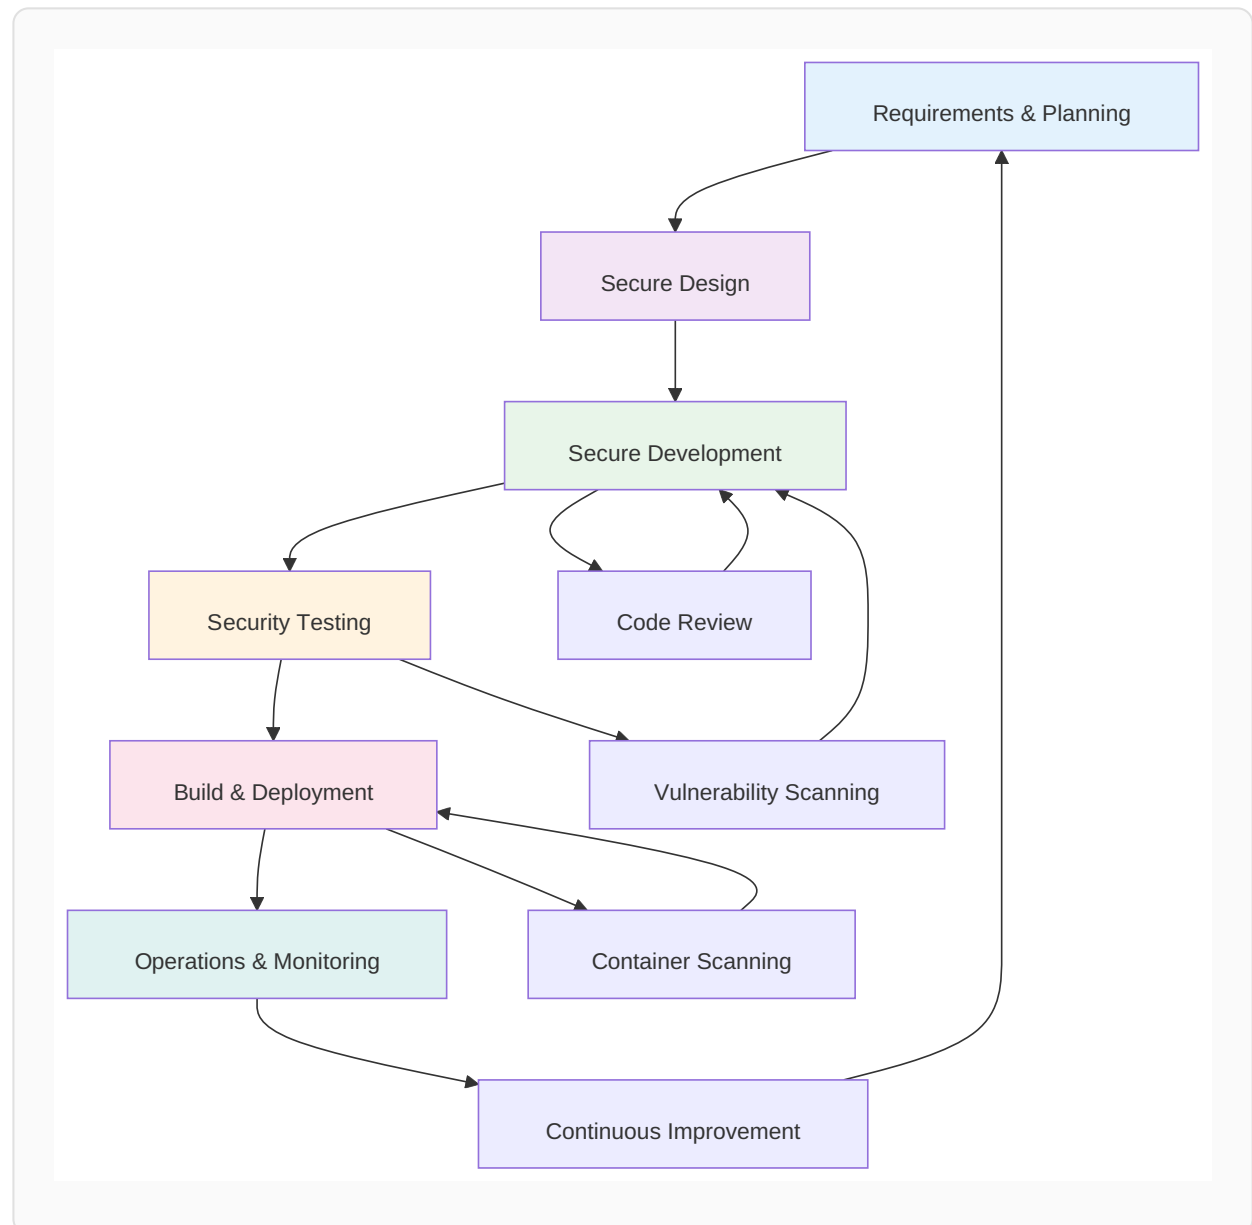 Requirements & Planning
Secure Design
Secure Development
Security Testing
Code Review
Build & Deployment
Vulnerability Scanning
Operations & Monitoring
Container Scanning
Continuous Improvement